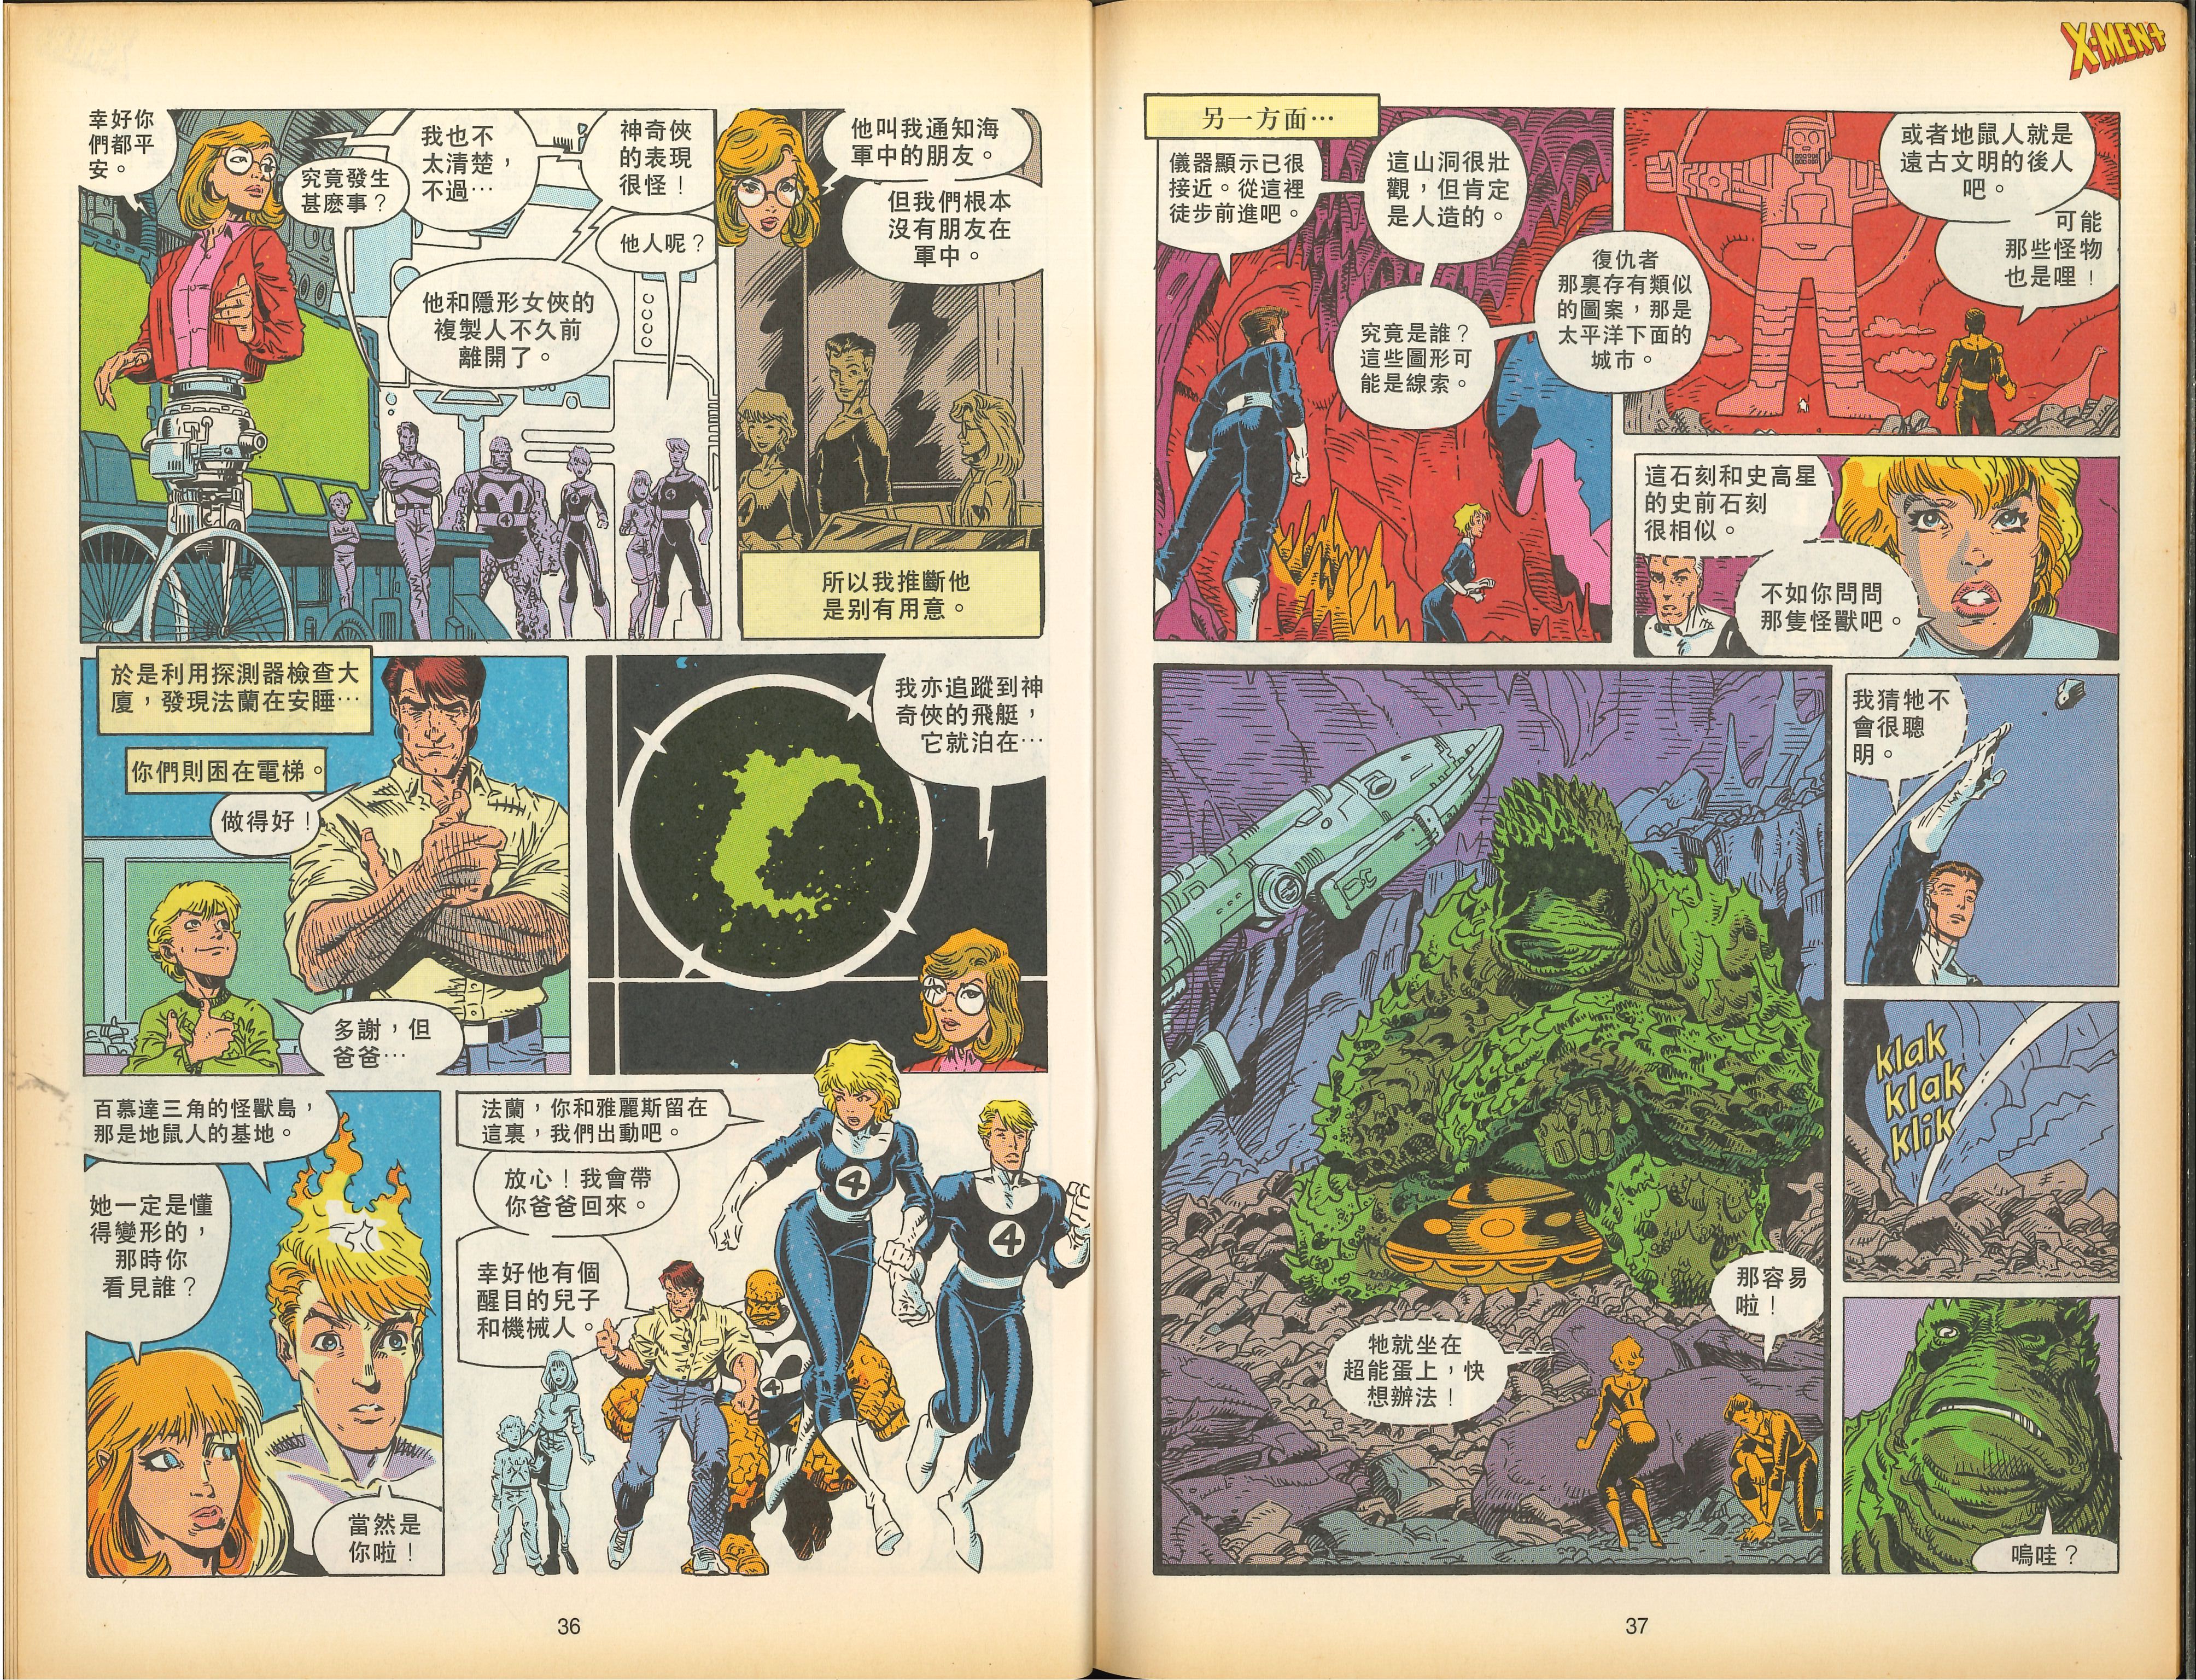 幸好你
們都平
安。
究竟發生
甚麽事？
我也不
太清楚，
不過…
神奇俠
的表現
很怪！
他人呢？
他和隱形女俠的
複製人不久前
離開了。
他叫我通知海
軍中的朋友。
但我們根本
沒有朋友在
軍中。
所以我推斷他
是別有用意。
於是利用探測器檢查大
廈，發現法蘭在安睡…
你們則困在電梯。
做得好！
多謝，但
爸爸…
我亦追蹤到神
奇俠的飛艇，
它就泊在…
百慕達三角的怪獸島，
那是地鼠人的基地。
她一定是懂
得變形的，
那時你
看見誰？
當然是
你啦！
法蘭，你和雅麗斯留在
這裏，我們出動吧。
放心！我會帶
你爸爸回來。
幸好他有個
醒目的兒子
和機械人。
4
4
4
4
36
X-MEN+
另一方面…
儀器顯示已很
接近。從這裡
徒步前進吧。
這山洞很壯
觀，但肯定
是人造的。
究竟是誰？
這些圖形可
能是線索。
復仇者
那裏存有類似
的圖案，那是
太平洋下面的
城市。
或者地鼠人就是
遠古文明的後人
吧。
可能
那些怪物
也是哩！
這石刻和史高星
的史前石刻
很相似。
不如你問問
那隻怪獸吧。
牠就坐在
超能蛋上，快
想辦法！
那容易
啦！
我猜牠不
會很聰
明。
klak
klak
klik
嗚哇？
37